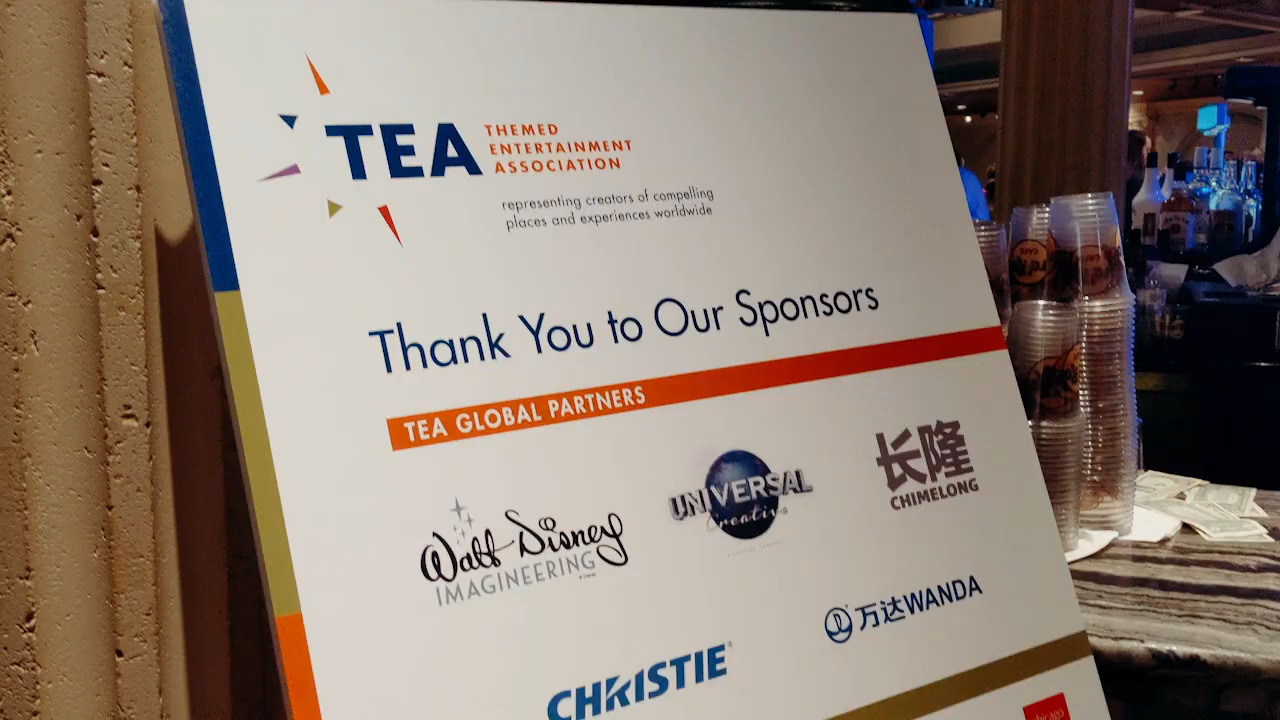 TEA
THEMED
ENTERTAINMENT
ASSOCIATION
representing creators of compelling
places and experiences worldwide
Thank You to Our Sponsors
TEA GLOBAL PARTNERS
Walt Disney
IMAGINEERING
UNIVERSAL
Creative
长隆
CHIMELONG
万达WANDA
CHRISTIE
chicago